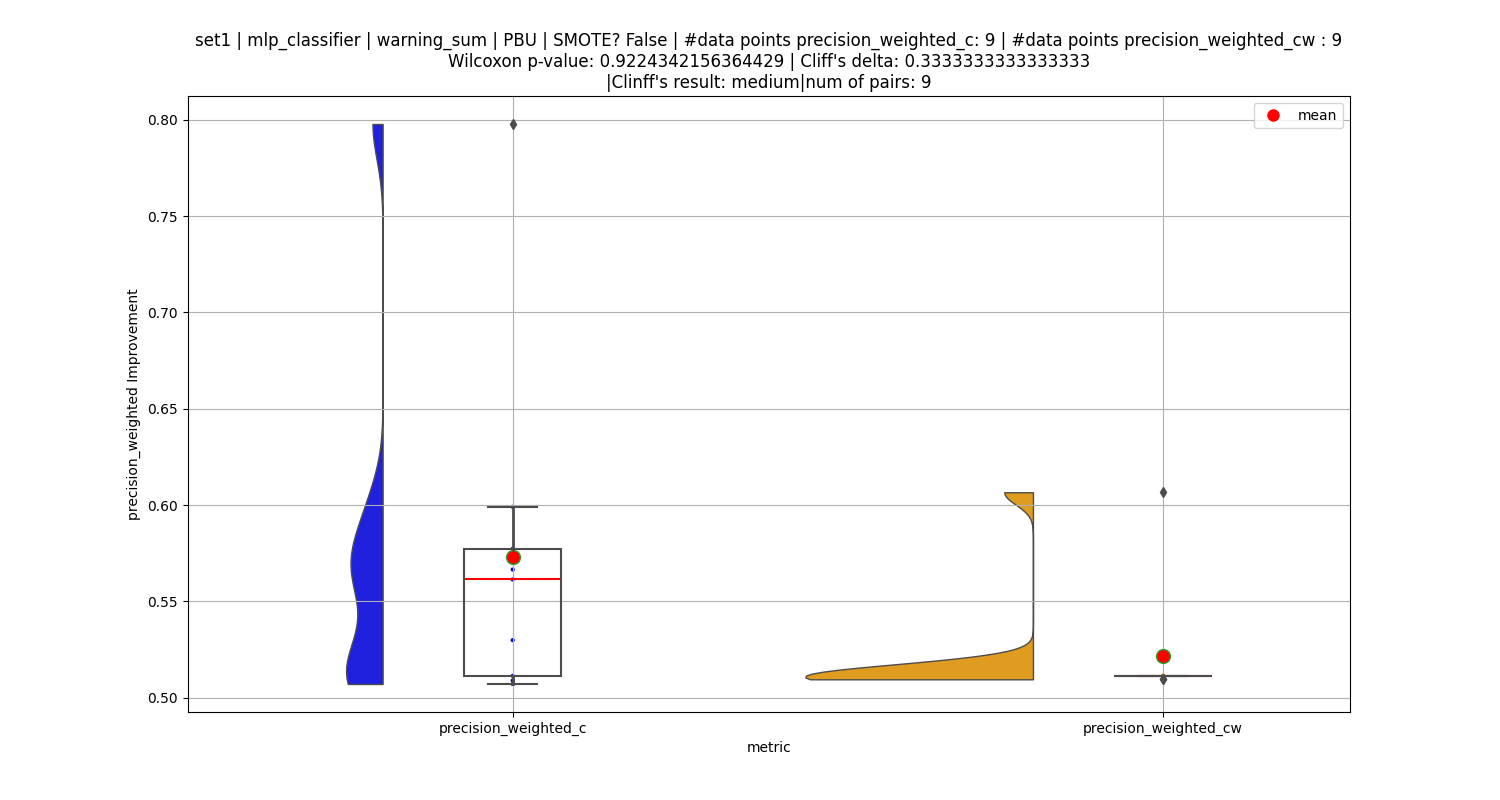 set1 | mlp_classifier | warning_sum | PBU | SMOTE? False | #data points precision_weighted_c: 9 | #data points precision_weighted_cw : 9
Wilcoxon p-value: 0.9224342156364429 | Cliff's delta: 0.3333333333333333
|Clinff's result: medium|num of pairs: 9
mean
0.80
0.75
0.70
0.65
0.60
0.55
0.50
precision_weighted Improvement
precision_weighted_c
precision_weighted_cw
metric